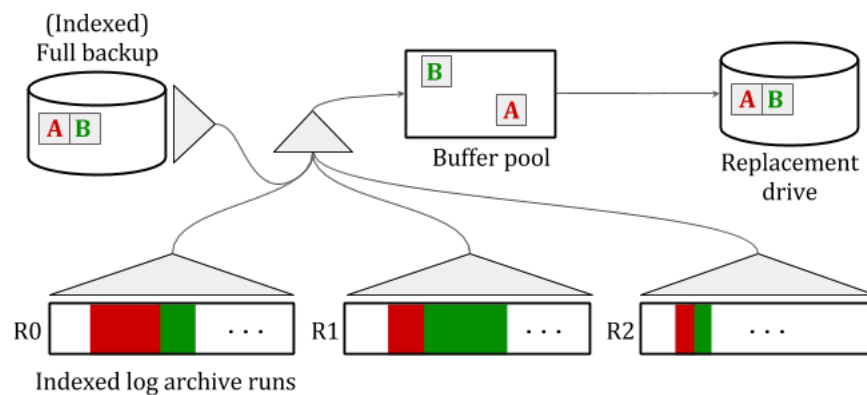 (Indexed)
Full backup
A B
B
A
Buffer pool
A B
Replacement
drive
R0 ···
R1 ···
R2 ···
Indexed log archive runs